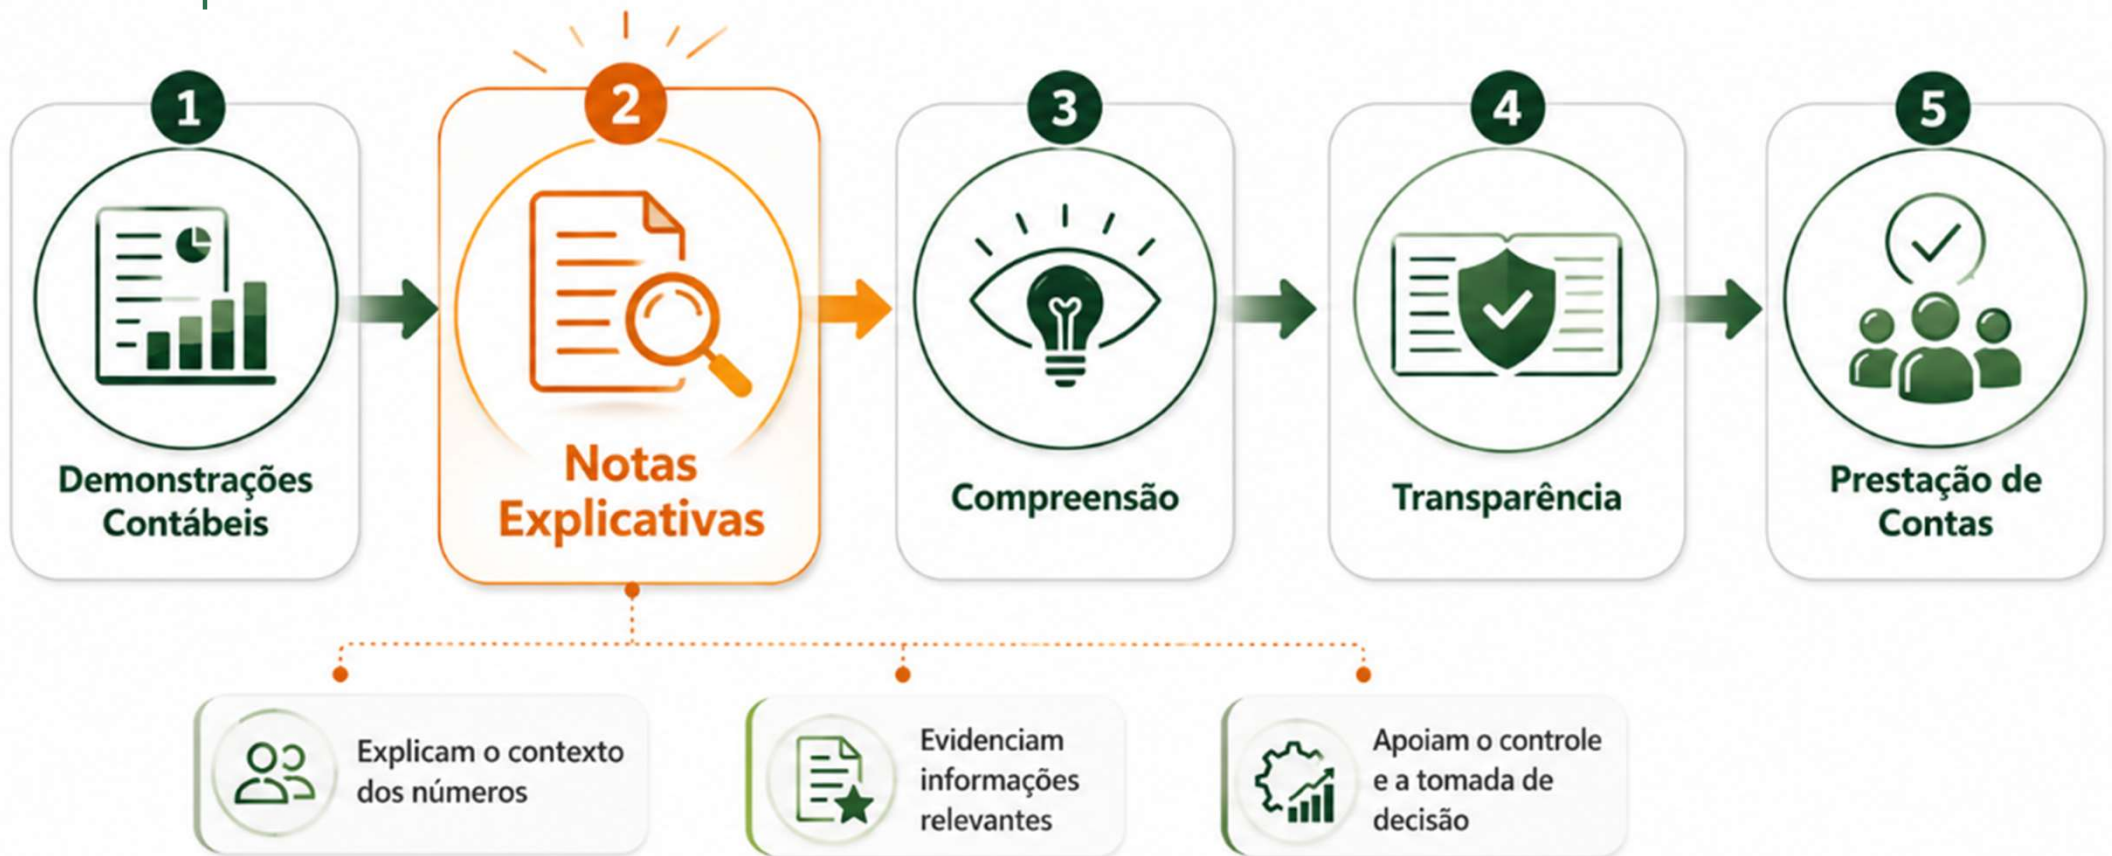 1
Demonstrações
Contábeis
2
Notas
Explicativas
3
Compreensão
4
Transparência
5
Prestação de
Contas
Explicam o contexto
dos números
Evidenciam
informações
relevantes
Apoiam o controle
e a tomada de
decisão